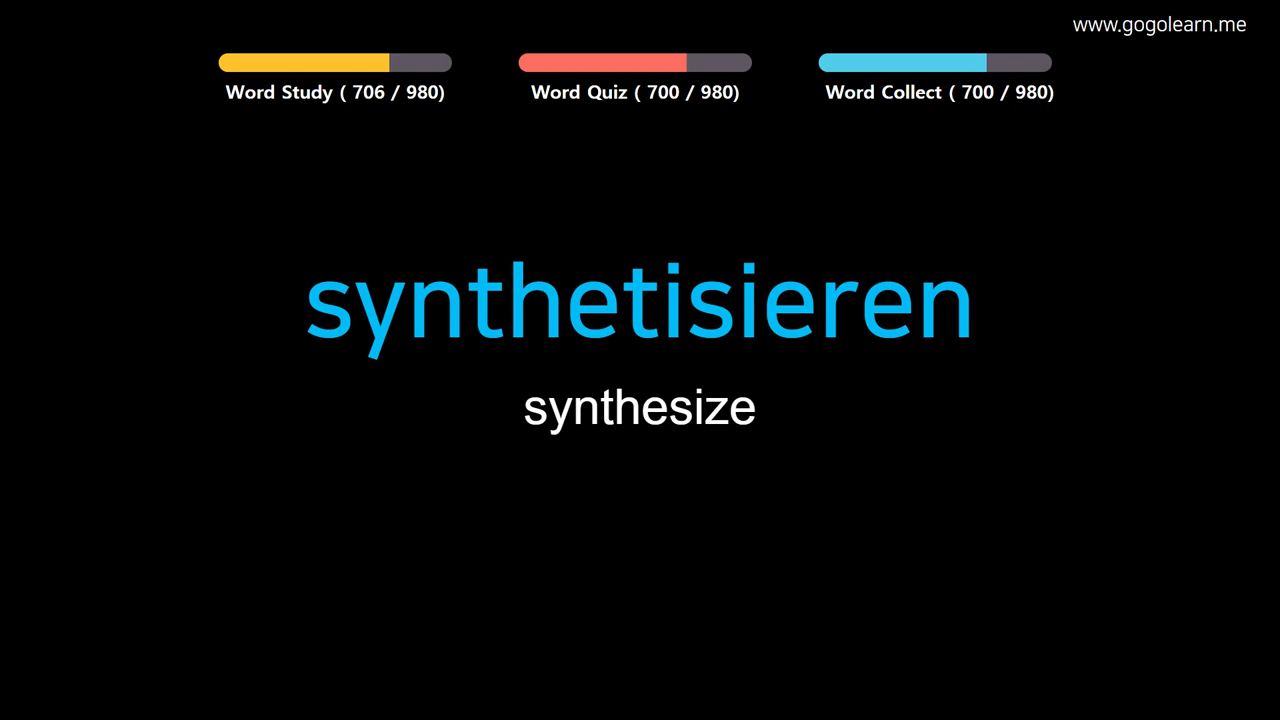 www.gogolearn.me
Word Study ( 706 / 980)
Word Quiz ( 700 / 980)
Word Collect ( 700 / 980)
synthetisieren
synthesize